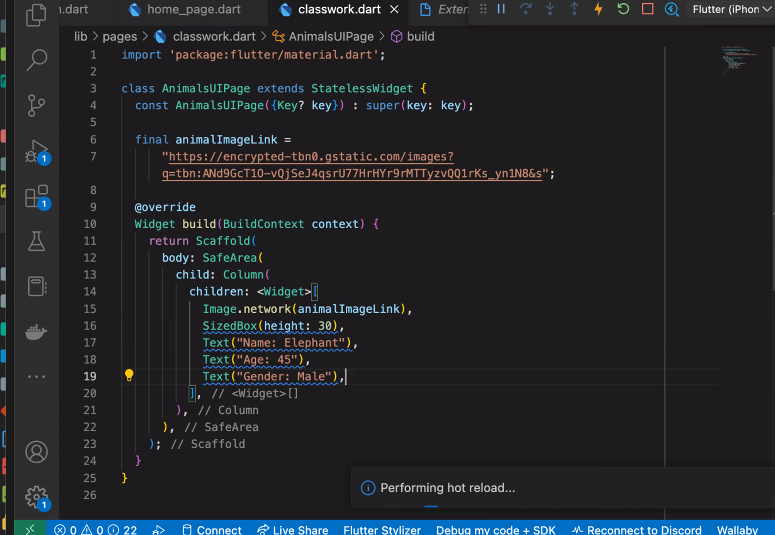 n.dart
home_page.dart
classwork.dart
Exter
Flutter (iPhon
lib > pages > classwork.dart > AnimalsUIPage > build
1 import 'package:flutter/material.dart';
2
3 class AnimalsUIPage extends StatelessWidget {
4 const AnimalsUIPage({Key? key}) : super(key: key);
5
6 final animalImageLink =
7 "https://encrypted-tbn0.gstatic.com/images?
q=tbn:ANd9GcT1O-vQjSeJ4qsrU77HrHYr9rMTTyzvQQ1rKs_yn1N8&s";
8
9 @override
10 Widget build(BuildContext context) {
11 return Scaffold(
12 body: SafeArea(
13 child: Column(
14 children: <Widget>[
15 Image.network(animalImageLink),
16 SizedBox(height: 30),
17 Text("Name: Elephant"),
18 Text("Age: 45"),
19 Text("Gender: Male"),
20 ], // <Widget>[]
21 ), // Column
22 ), // SafeArea
23 ); // Scaffold
24 }
25 }
26
1
1
1
Performing hot reload...
0 0 22 Connect Live Share Flutter Stylizer Debug my code + SDK Reconnect to Discord Wallaby